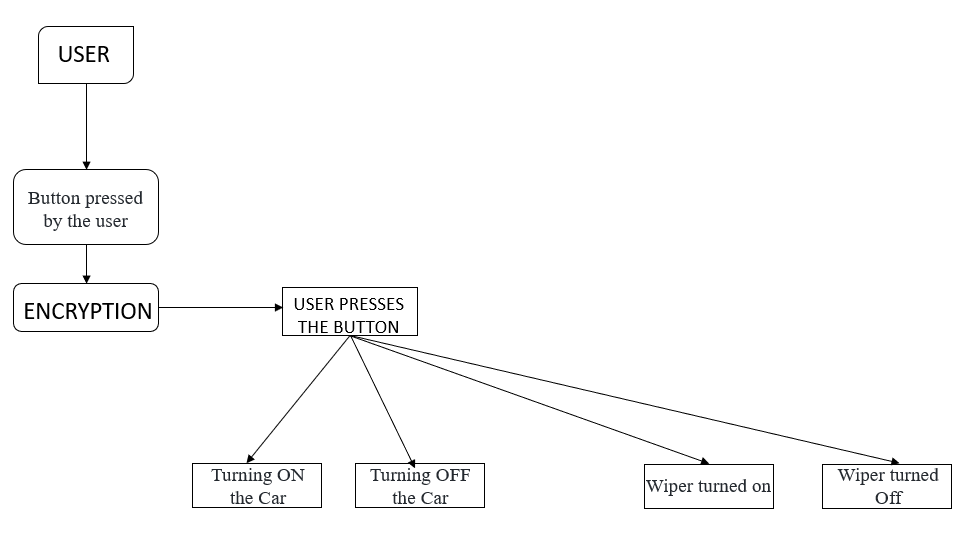 USER
Button pressed
by the user
ENCRYPTION
USER PRESSES
THE BUTTON
Turning ON
the Car
Turning OFF
the Car
Wiper turned on
Wiper turned
Off